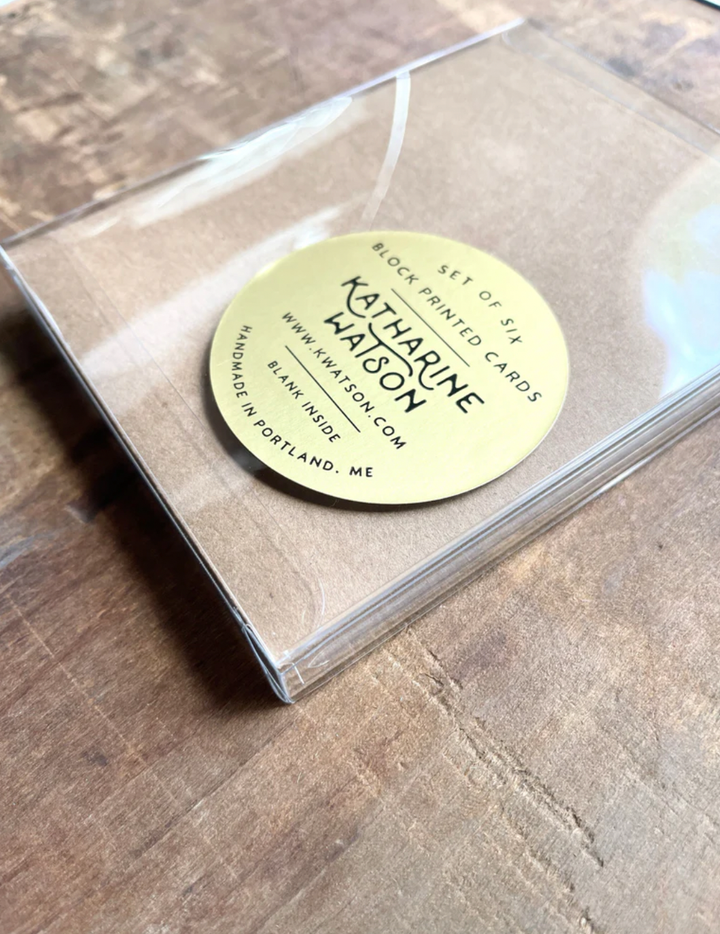 SET OF SIX
BLOCK PRINTED CARDS
KATHARINE
WATSON
WWW.KWATSON.COM
BLANK INSIDE
HANDMADE IN PORTLAND. ME